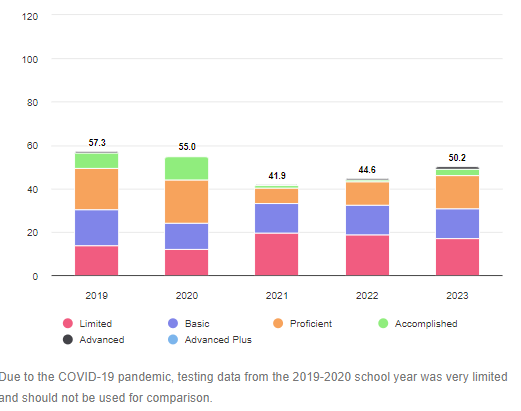 120
100
80
60
40
20
0
57.3
55.0
41.9
44.6
50.2
2019 2020 2021 2022 2023
Limited Basic Proficient Accomplished
Advanced Advanced Plus
Due to the COVID-19 pandemic, testing data from the 2019-2020 school year was very limited
and should not be used for comparison.